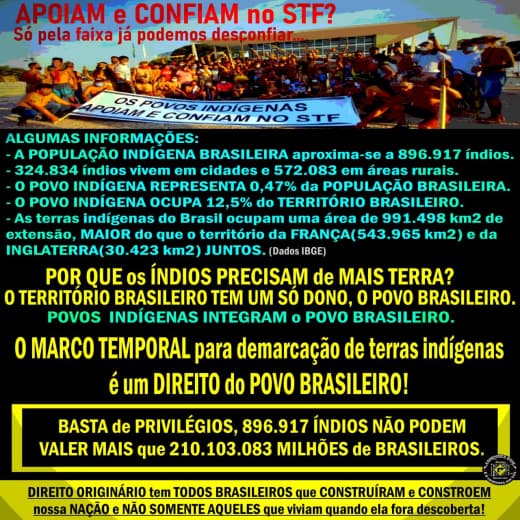 APOIAM e CONFIAM no STF?
Só pela faixa já podemos desconfiar...
OS POVOS INDÍGENAS
APOIAM E CONFIAM NO STF
ALGUMAS INFORMAÇÕES:
- A POPULAÇÃO INDÍGENA BRASILEIRA aproxima-se a 896.917 índios.
- 324.834 índios vivem em cidades e 572.083 em áreas rurais.
- O POVO INDÍGENA REPRESENTA 0,47% da POPULAÇÃO BRASILEIRA.
- O POVO INDÍGENA OCUPA 12,5% do TERRITÓRIO BRASILEIRO.
- As terras indígenas do Brasil ocupam uma área de 991.498 km2 de
extensão, MAIOR do que o território da FRANÇA(543.965 km2) e da
INGLATERRA(30.423 km2) JUNTOS. (Dados IBGE)
POR QUE os ÍNDIOS PRECISAM de MAIS TERRA?
O TERRITÓRIO BRASILEIRO TEM UM SÓ DONO, O POVO BRASILEIRO.
POVOS INDÍGENAS INTEGRAM o POVO BRASILEIRO.
O MARCO TEMPORAL para demarcação de terras indígenas
é um DIREITO do POVO BRASILEIRO!
BASTA de PRIVILÉGIOS, 896.917 ÍNDIOS NÃO PODEM
VALER MAIS que 210.103.083 MILHÕES de BRASILEIROS.
DIREITO ORIGINÁRIO tem TODOS BRASILEIROS que CONSTRUÍRAM e CONSTROEM
nossa NAÇÃO e NÃO SOMENTE AQUELES que viviam quando ela fora descoberta!